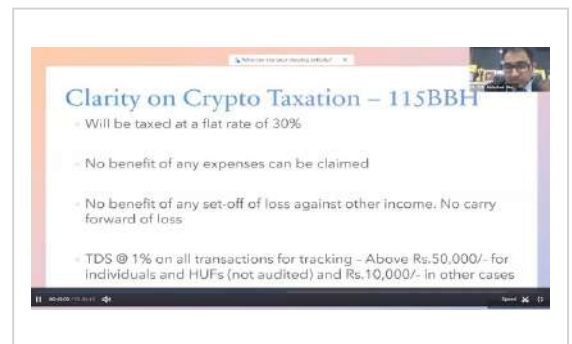 Clarity on Crypto Taxation – 115BBH
Will be taxed at a flat rate of 30%
No benefit of any expenses can be claimed
No benefit of any set-off of loss against other income. No carry
forward of loss
TDS @ 1% on all transactions for tracking – Above Rs.50,000/- for
individuals and HUFs (not audited) and Rs.10,000/- in other cases
Speed